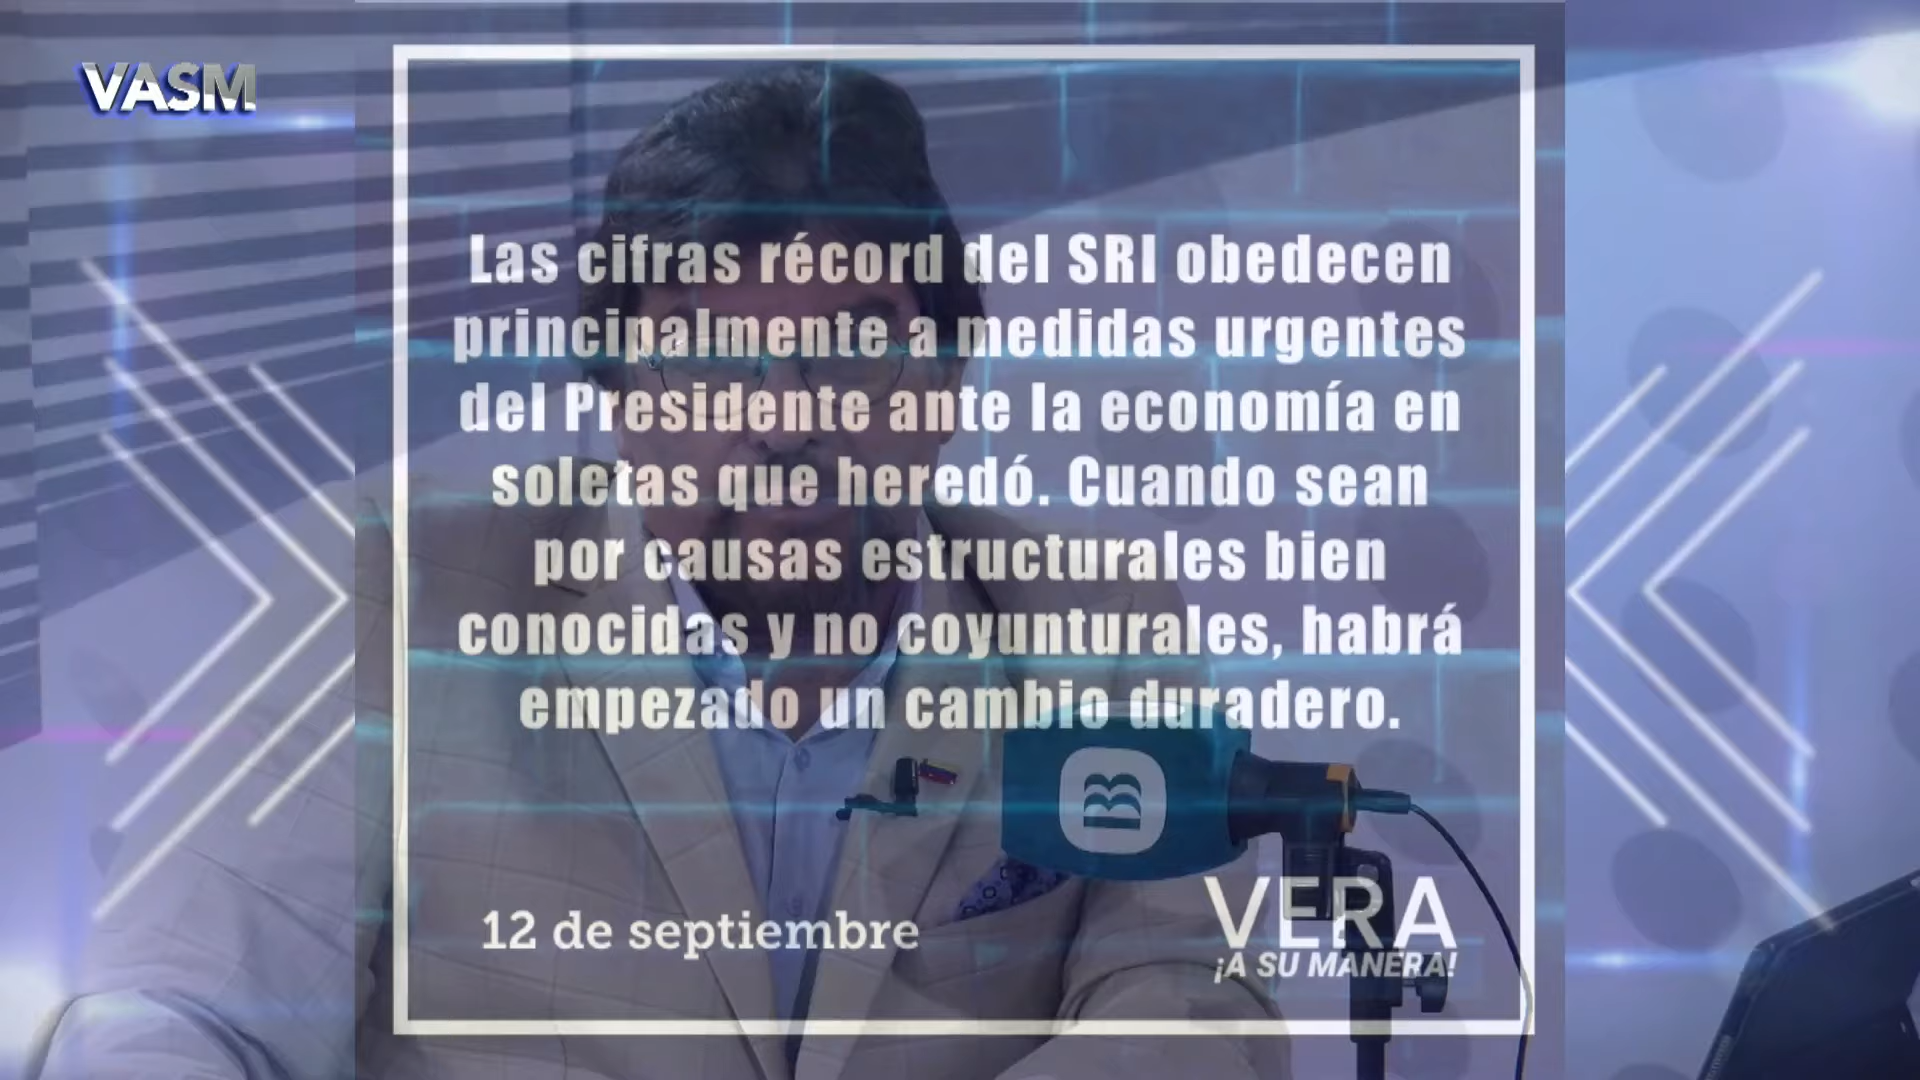 VASM
Las cifras récord del SRI obedecen
principalmente a medidas urgentes
del Presidente ante la economía en
soletas que heredó. Cuando sean
por causas estructurales bien
conocidas y no coyunturales, habrá
empezado un cambio duradero.
12 de septiembre
VERA
¡A SU MANERA!